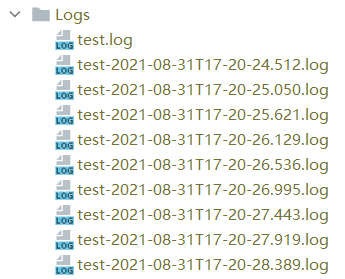 Logs
LOG test.log
LOG test-2021-08-31T17-20-24.512.log
LOG test-2021-08-31T17-20-25.050.log
LOG test-2021-08-31T17-20-25.621.log
LOG test-2021-08-31T17-20-26.129.log
LOG test-2021-08-31T17-20-26.536.log
LOG test-2021-08-31T17-20-26.995.log
LOG test-2021-08-31T17-20-27.443.log
LOG test-2021-08-31T17-20-27.919.log
LOG test-2021-08-31T17-20-28.389.log